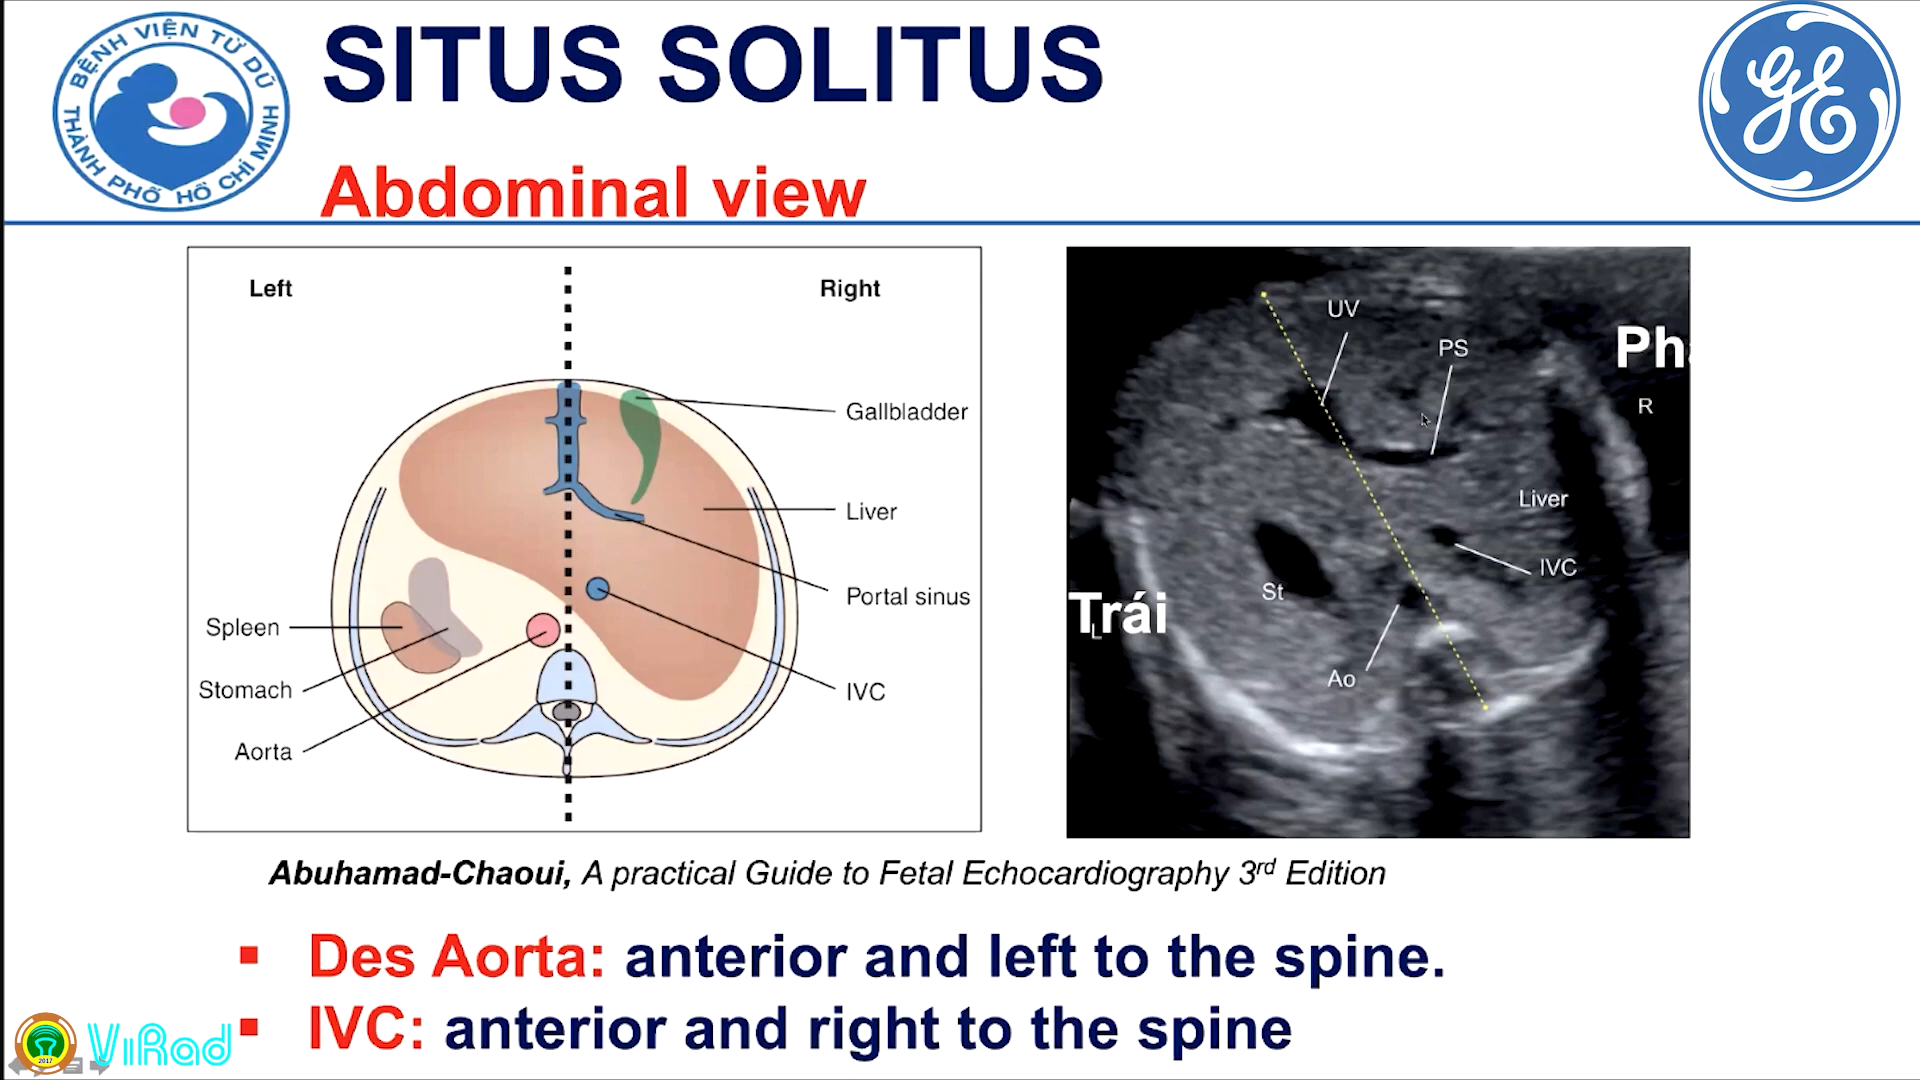 BỆNH VIỆN TỪ DŨ
THÀNH PHỐ HỒ CHÍ MINH
SITUS SOLITUS
GE
Abdominal view
Left
Right
Gallbladder
Liver
Portal sinus
Spleen
Stomach
IVC
Aorta
UV
PS
Ph
R
Liver
IVC
St
Trái
L
Ao
Abuhamad-Chaoui, A practical Guide to Fetal Echocardiography 3rd Edition
▪ Des Aorta: anterior and left to the spine.
▪ IVC: anterior and right to the spine
2017
ViRad